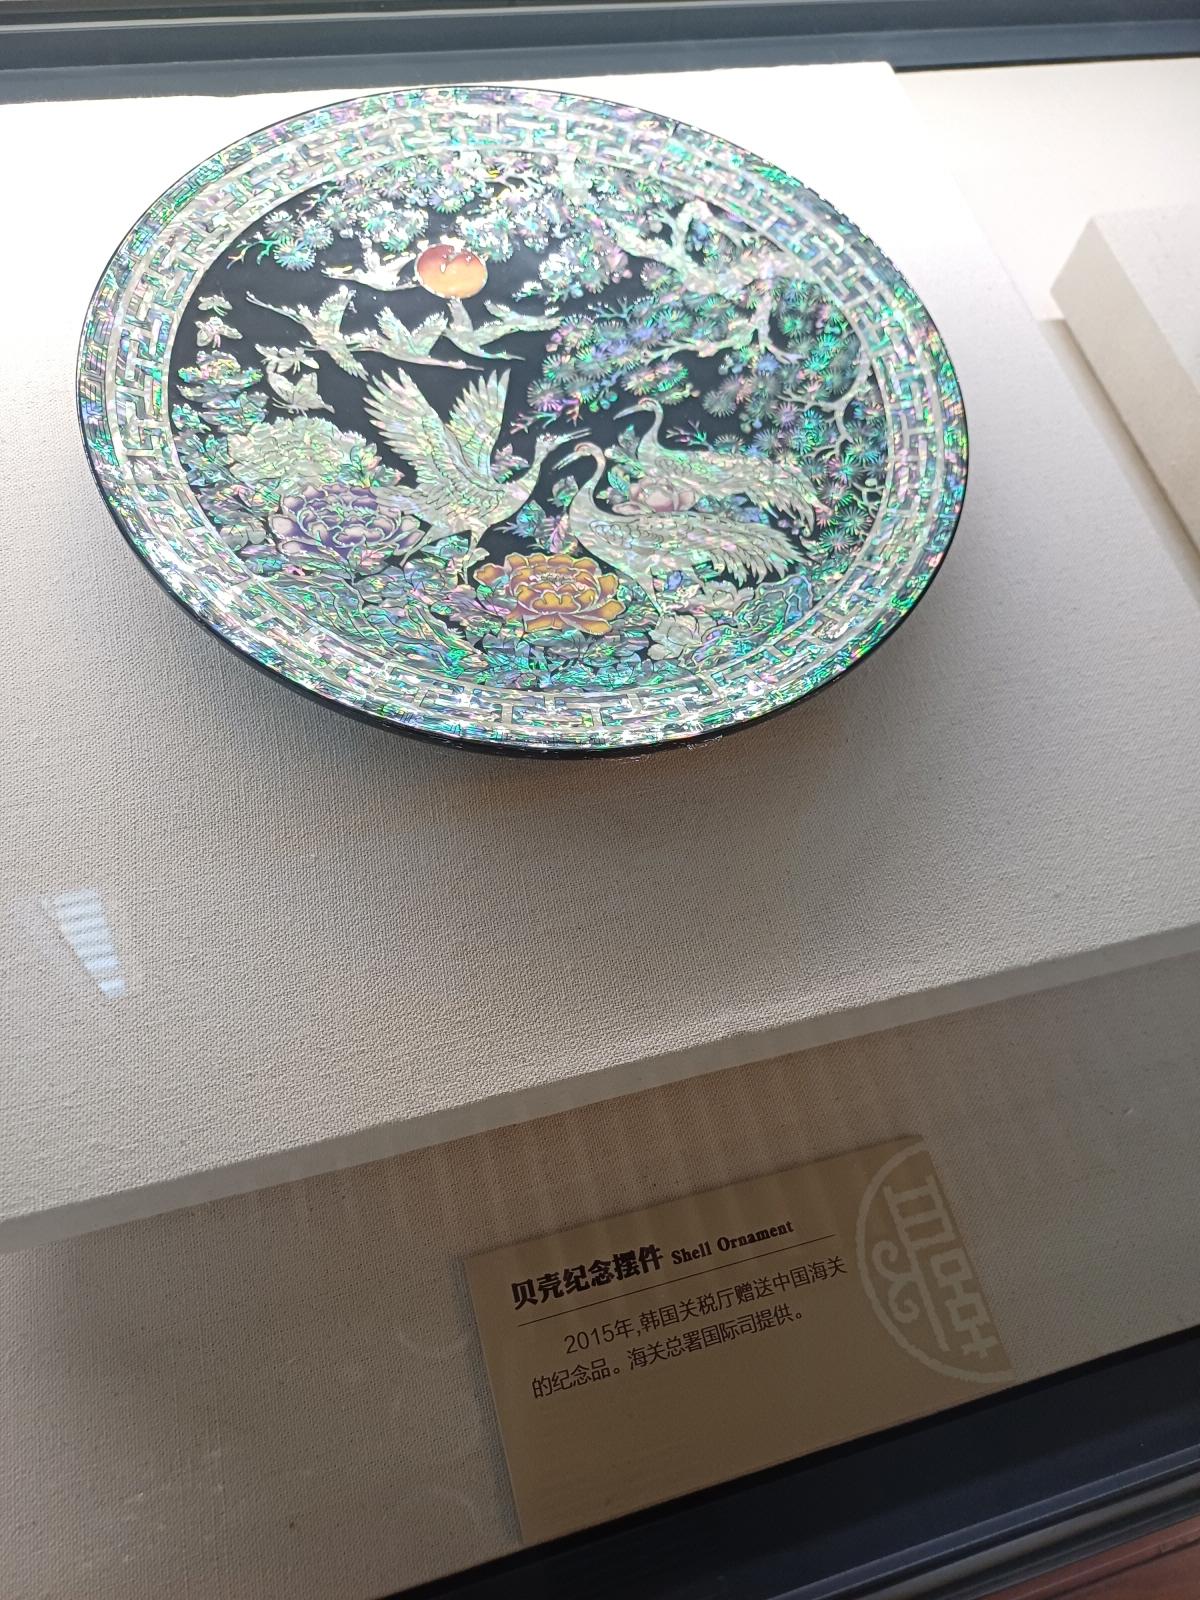 贝壳纪念摆件 Shell Ornament
2015年,韩国关税厅赠送中国海关
的纪念品。海关总署国际司提供。